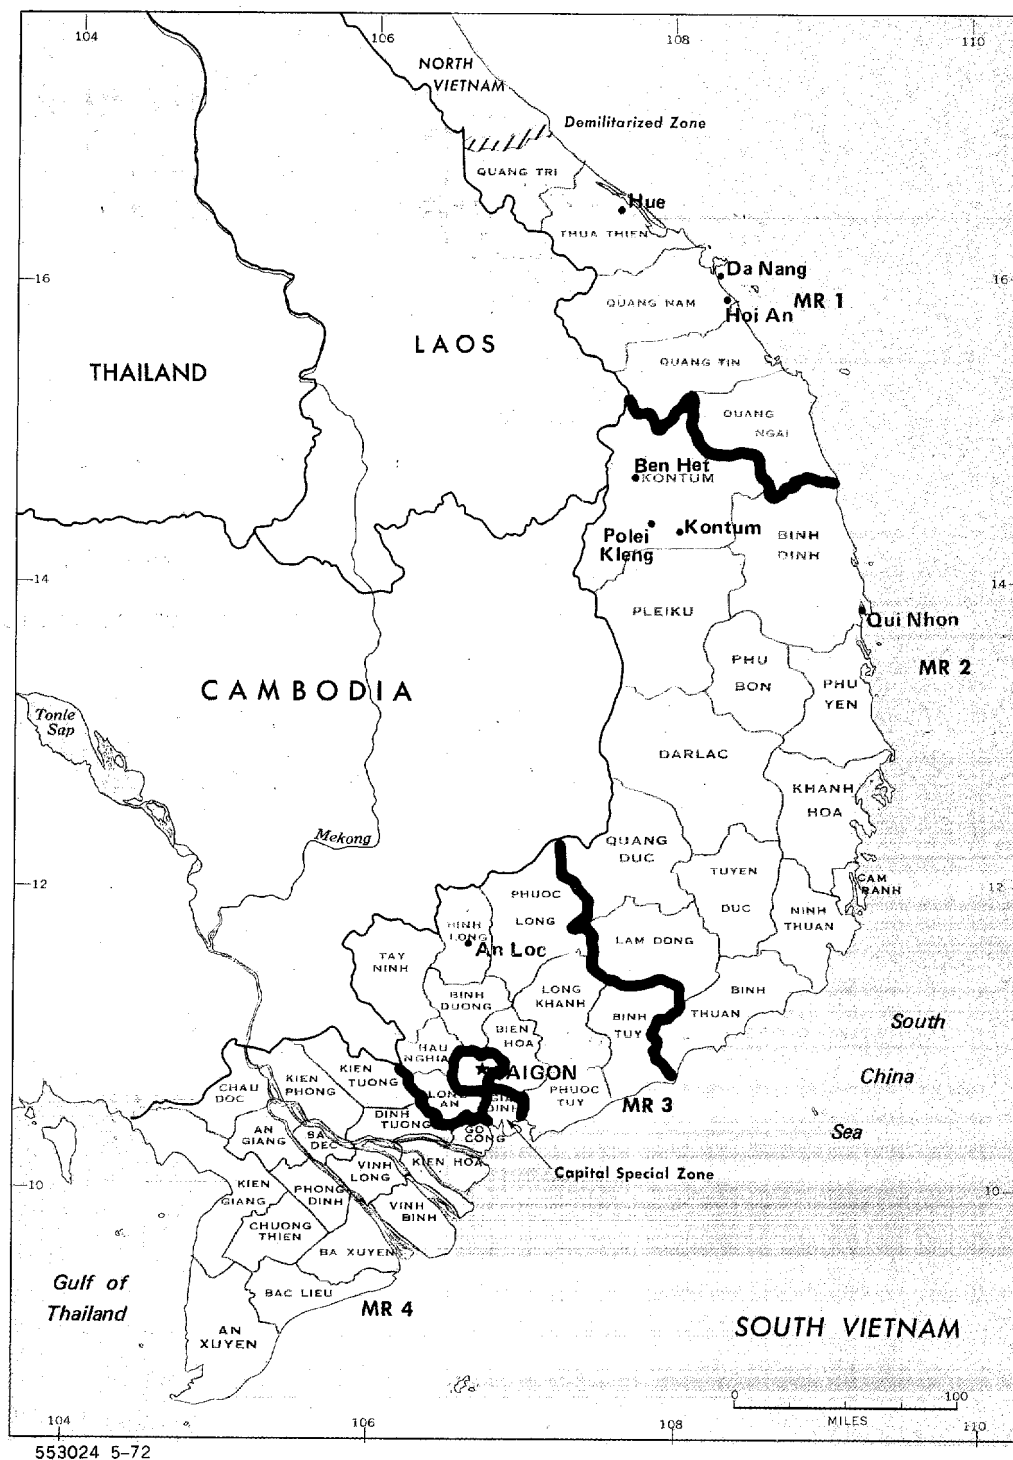 104
106
108
110
NORTH
VIETNAM
Demilitarized Zone
QUANG TRI
Hue
THUA THIEN
16
Da Nang
16
QUANG NAM
MR 1
Hoi An
LAOS
THAILAND
QUANG TIN
QUANG
NGAI
Ben Het
KONTUM
Polei
Kleng
Kontum
BINH
DINH
14
14
PLEIKU
Qui Nhon
PHU
BON
MR 2
CAMBODIA
PHU
YEN
Tonle
Sap
DARLAC
KHANH
HOA
Mekong
QUANG
DUC
TUYEN
DUC
CAM
RANH
12
12
PHUOC
LONG
NINH
THUAN
BINH
LONG
An Loc
LAM DONG
TAY
NINH
BINH
DUONG
LONG
KHANH
BINH
TUY
BINH
THUAN
BIEN
HOA
South
China
Sea
HAU
NGHIA
SAIGON
KIEN
TUONG
KIEN
PHONG
CHAU
DOC
LONG
AN
GIA
DINH
PHUOC
TUY
MR 3
DINH
TUONG
GO
CONG
AN
GIANG
SA
DEC
VINH
LONG
KIEN HOA
Capital Special Zone
10
10
KIEN
GIANG
PHONG
DINH
VINH
BINH
CHUONG
THIEN
BA XUYEN
Gulf of
Thailand
BAC LIEU
MR 4
AN
XUYEN
SOUTH VIETNAM
0
100
MILES
104
106
108
110
553024 5-72